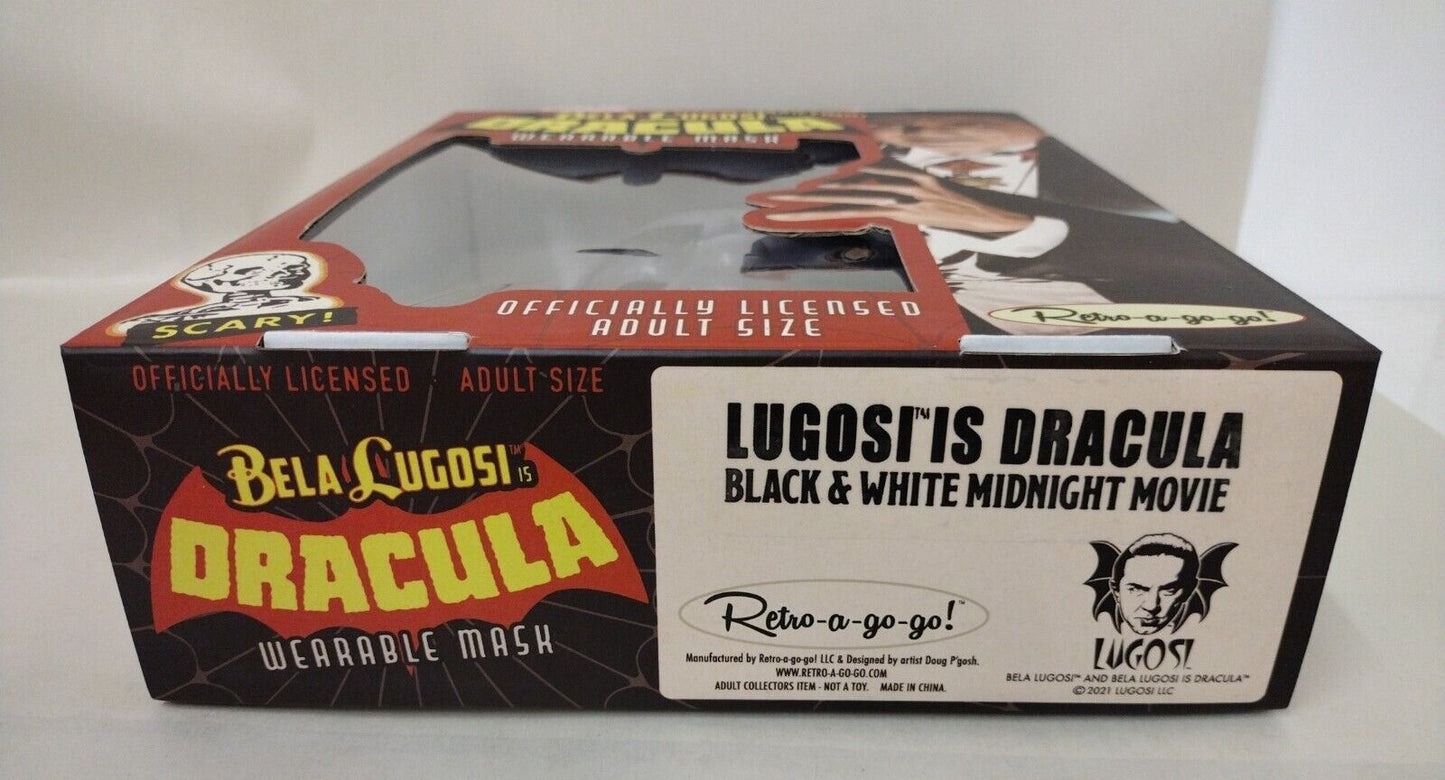 BELA LUGOSI
DRACULA
WEARABLE MASK
SCARY!
OFFICIALLY LICENSED
ADULT SIZE
Retro-a-go-go!
OFFICIALLY LICENSED ADULT SIZE
BELA LUGOSI™ IS
DRACULA
WEARABLE MASK
LUGOSI™ IS DRACULA
BLACK & WHITE MIDNIGHT MOVIE
Retro-a-go-go!™
Manufactured by Retro-a-go-go! LLC & Designed by artist Doug P'gosh.
WWW.RETRO-A-GO-GO.COM
ADULT COLLECTORS ITEM - NOT A TOY. MADE IN CHINA.
LUGOSI
BELA LUGOSI™ AND BELA LUGOSI IS DRACULA™
© 2021 LUGOSI LLC